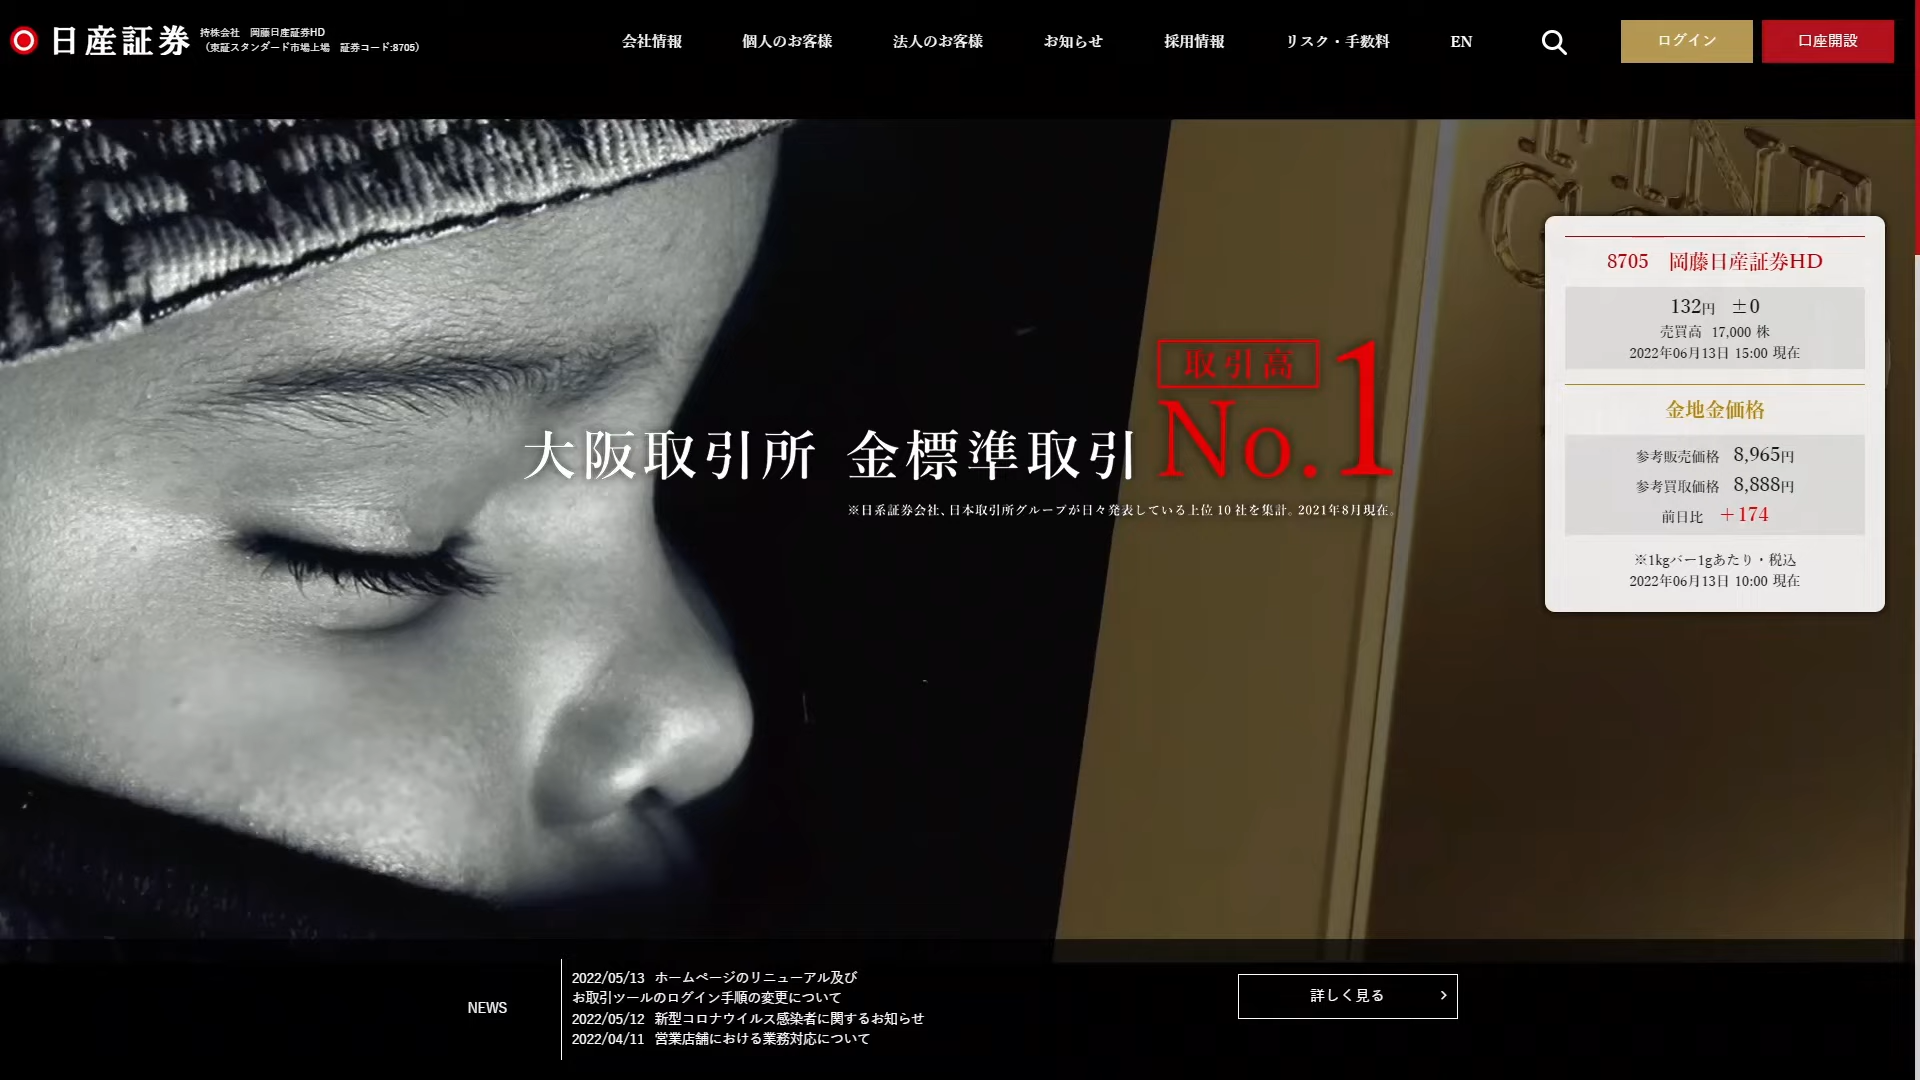 日産証券
持株会社　岡藤日産証券HD
（東証スタンダード市場上場　証券コード:8705）
会社情報
個人のお客様
法人のお客様
お知らせ
採用情報
リスク・手数料
EN
ログイン
口座開設
8705　岡藤日産証券HD
132円　±0
売買高　17,000 株
2022年06月13日 15:00 現在
金地金価格
参考販売価格　8,965円
参考買取価格　8,888円
前日比　＋174
※1kgバー1gあたり・税込
2022年06月13日 10:00 現在
取引高
大阪取引所 金標準取引 No.1
※日系証券会社、日本取引所グループが日々発表している上位 10 社を集計。2021年8月現在。
NEWS
2022/05/13 ホームページのリニューアル及び
お取引ツールのログイン手順の変更について
2022/05/12 新型コロナウイルス感染者に関するお知らせ
2022/04/11 営業店舗における業務対応について
詳しく見る